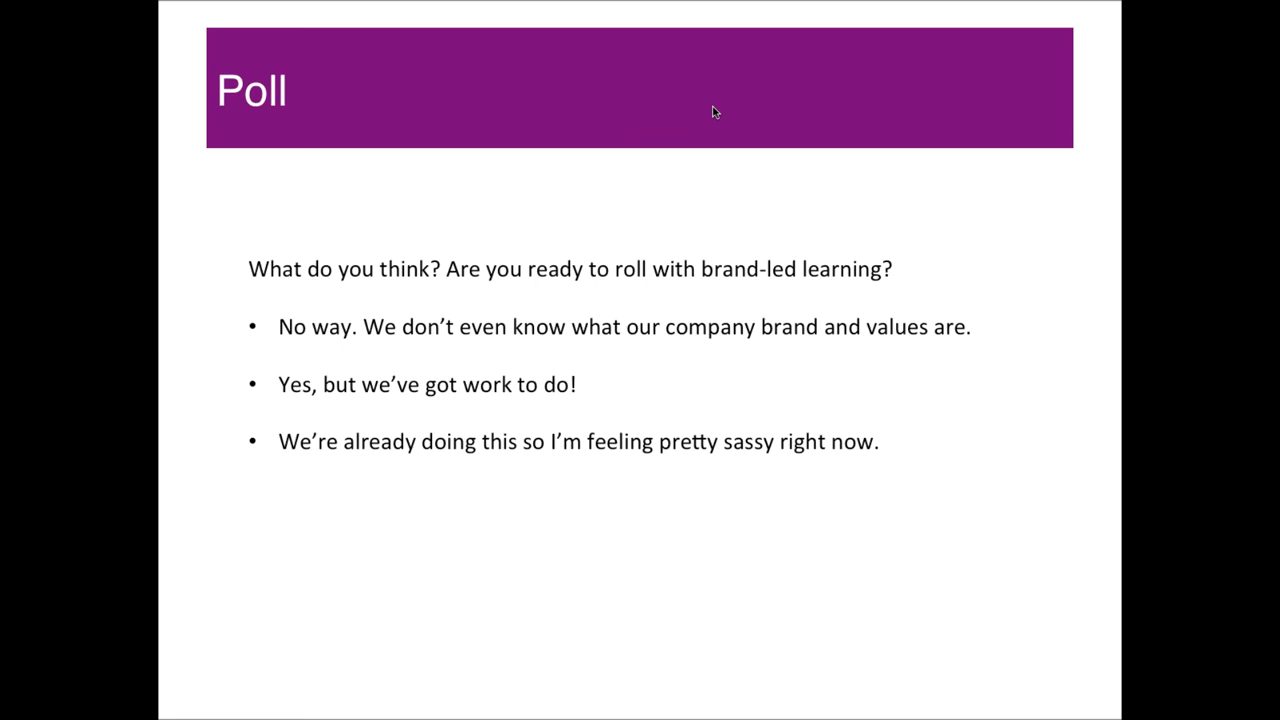 Poll
What do you think? Are you ready to roll with brand-led learning?
• No way. We don’t even know what our company brand and values are.
• Yes, but we’ve got work to do!
• We’re already doing this so I’m feeling pretty sassy right now.